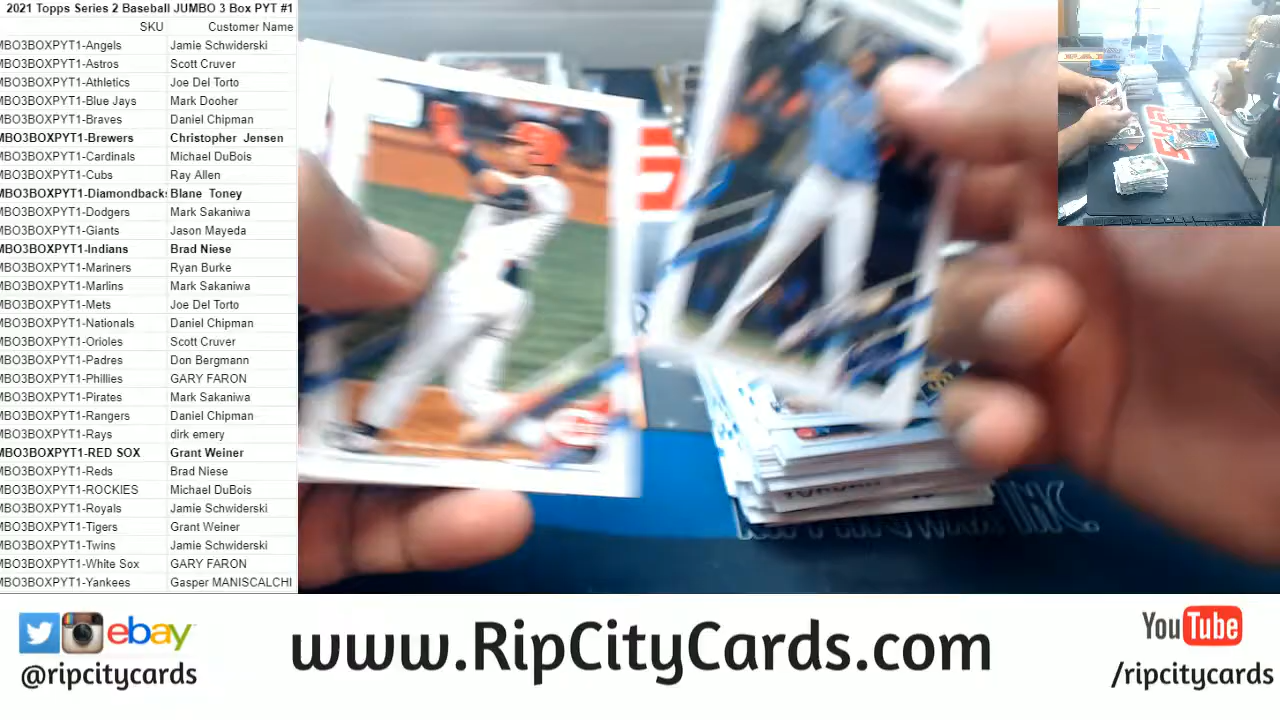 2021 Topps Series 2 Baseball JUMBO 3 Box PYT #1
SKU Customer Name
MBO3BOXPYT1-Angels Jamie Schwiderski
MBO3BOXPYT1-Astros Scott Cruver
MBO3BOXPYT1-Athletics Joe Del Torto
MBO3BOXPYT1-Blue Jays Mark Dooher
MBO3BOXPYT1-Braves Daniel Chipman
MBO3BOXPYT1-Brewers Christopher Jensen
MBO3BOXPYT1-Cardinals Michael DuBois
MBO3BOXPYT1-Cubs Ray Allen
MBO3BOXPYT1-Diamondbacks Blane Toney
MBO3BOXPYT1-Dodgers Mark Sakaniwa
MBO3BOXPYT1-Giants Jason Mayeda
MBO3BOXPYT1-Indians Brad Niese
MBO3BOXPYT1-Mariners Ryan Burke
MBO3BOXPYT1-Marlins Mark Sakaniwa
MBO3BOXPYT1-Mets Joe Del Torto
MBO3BOXPYT1-Nationals Daniel Chipman
MBO3BOXPYT1-Orioles Scott Cruver
MBO3BOXPYT1-Padres Don Bergmann
MBO3BOXPYT1-Phillies GARY FARON
MBO3BOXPYT1-Pirates Mark Sakaniwa
MBO3BOXPYT1-Rangers Daniel Chipman
MBO3BOXPYT1-Rays dirk emery
MBO3BOXPYT1-RED SOX Grant Weiner
MBO3BOXPYT1-Reds Brad Niese
MBO3BOXPYT1-ROCKIES Michael DuBois
MBO3BOXPYT1-Royals Jamie Schwiderski
MBO3BOXPYT1-Tigers Grant Weiner
MBO3BOXPYT1-Twins Jamie Schwiderski
MBO3BOXPYT1-White Sox GARY FARON
MBO3BOXPYT1-Yankees Gasper MANISCALCHI
INC.
ebay
@ripcitycards
www.RipCityCards.com
YouTube
/ripcitycards